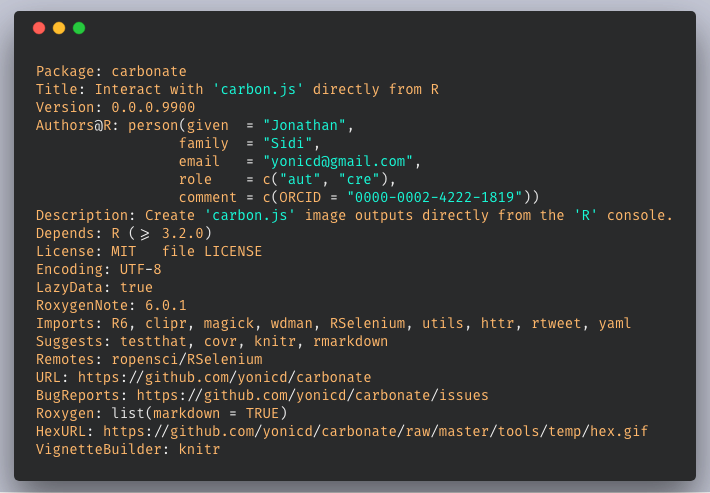 Package: carbonate
Title: Interact with 'carbon.js' directly from R
Version: 0.0.0.9900
Authors@R: person(given  = "Jonathan",
                 family  = "Sidi",
                 email   = "yonicd@gmail.com",
                 role    = c("aut", "cre"),
                 comment = c(ORCID = "0000-0002-4222-1819"))
Description: Create 'carbon.js' image outputs directly from the 'R' console.
Depends: R (>= 3.2.0)
License: MIT   file LICENSE
Encoding: UTF-8
LazyData: true
RoxygenNote: 6.0.1
Imports: R6, clipr, magick, wdman, RSelenium, utils, httr, rtweet, yaml
Suggests: testthat, covr, knitr, rmarkdown
Remotes: ropensci/RSelenium
URL: https://github.com/yonicd/carbonate
BugReports: https://github.com/yonicd/carbonate/issues
Roxygen: list(markdown = TRUE)
HexURL: https://github.com/yonicd/carbonate/raw/master/tools/temp/hex.gif
VignetteBuilder: knitr